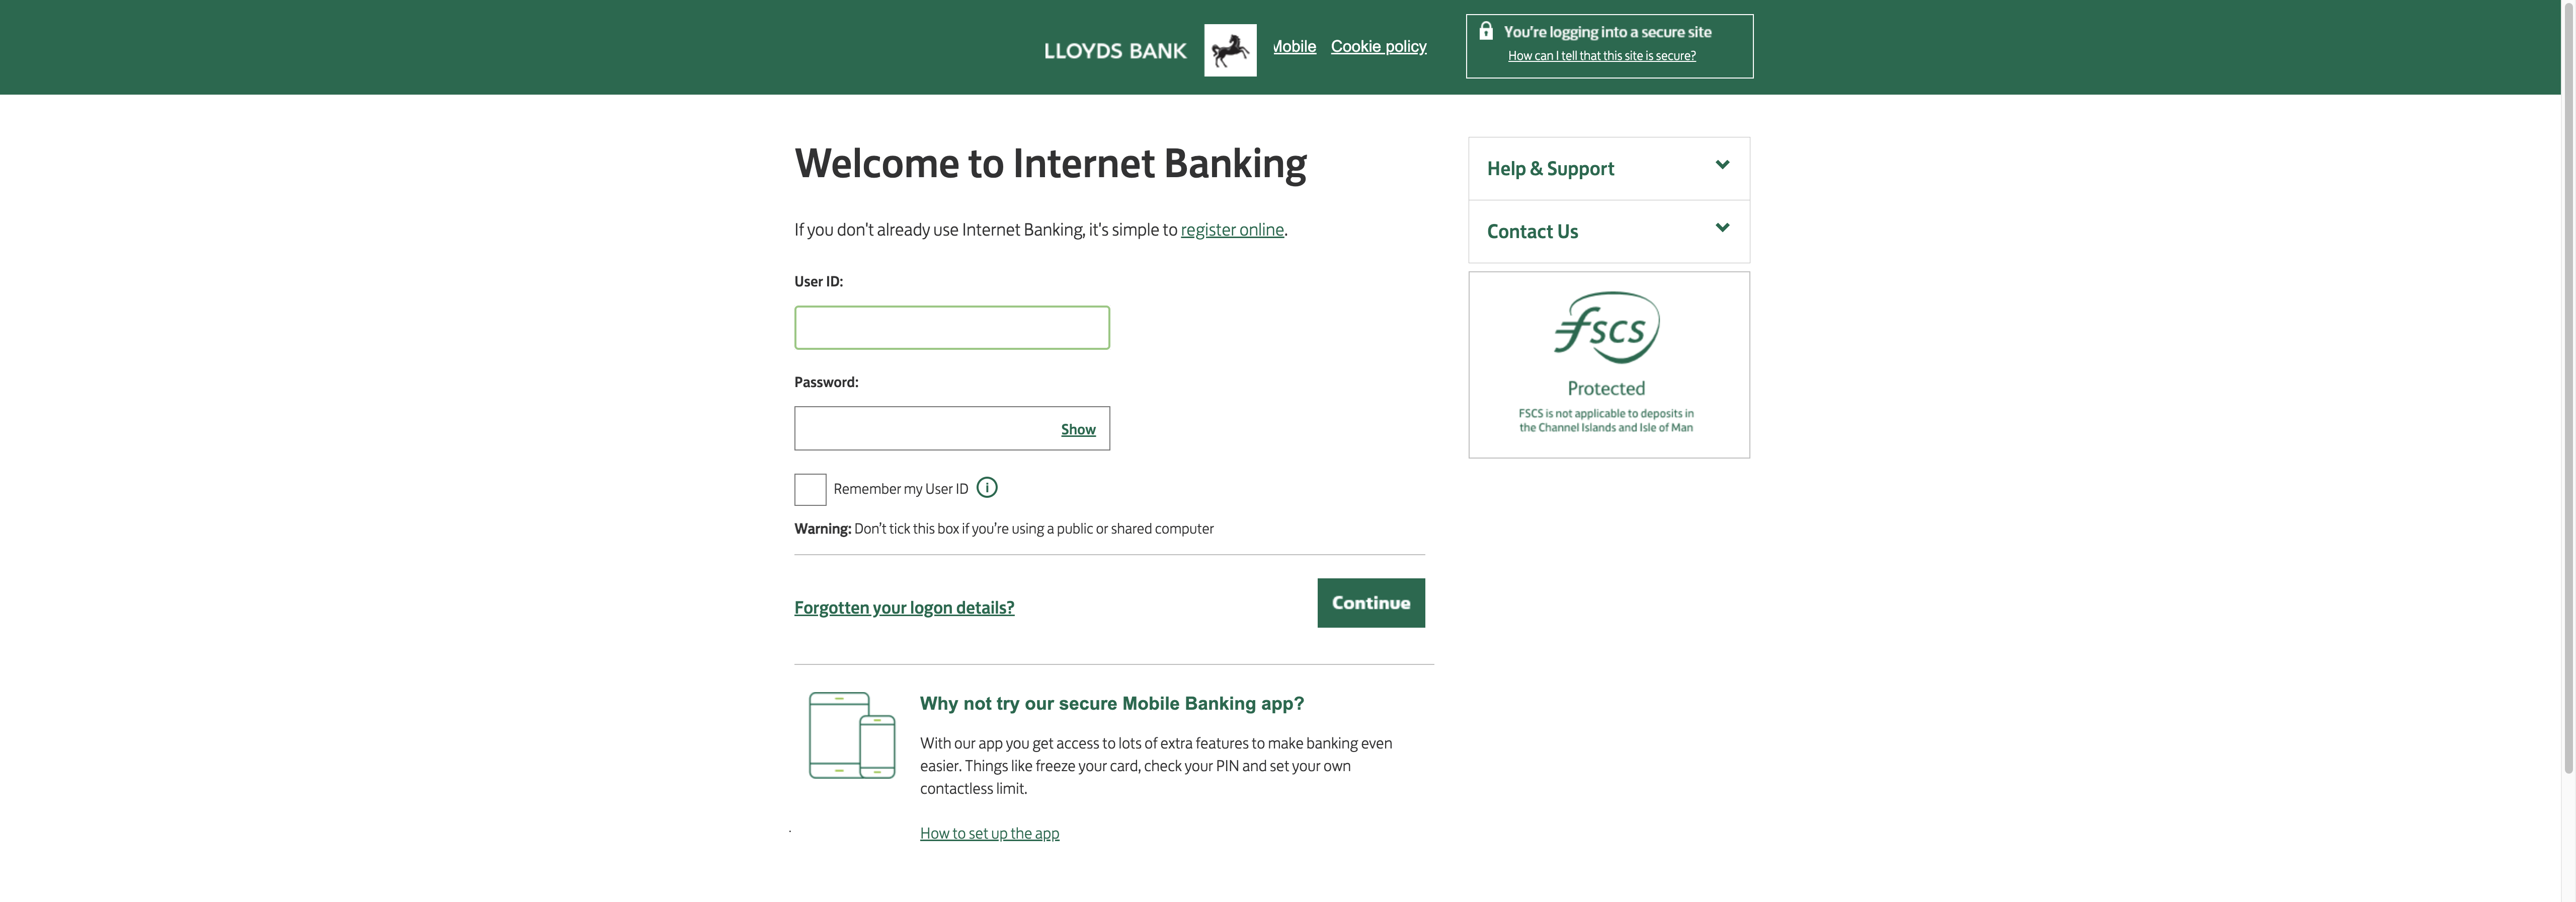 LLOYDS BANK
Mobile Cookie policy
You're logging into a secure site
How can I tell that this site is secure?
Welcome to Internet Banking
If you don't already use Internet Banking, it's simple to register online.
User ID:
Password:
Show
Remember my User ID
Warning: Don't tick this box if you're using a public or shared computer
Forgotten your logon details?
Continue
Why not try our secure Mobile Banking app?
With our app you get access to lots of extra features to make banking even
easier. Things like freeze your card, check your PIN and set your own
contactless limit.
How to set up the app
Help & Support
Contact Us
FSCS
Protected
FSCS is not applicable to deposits in
the Channel Islands and Isle of Man